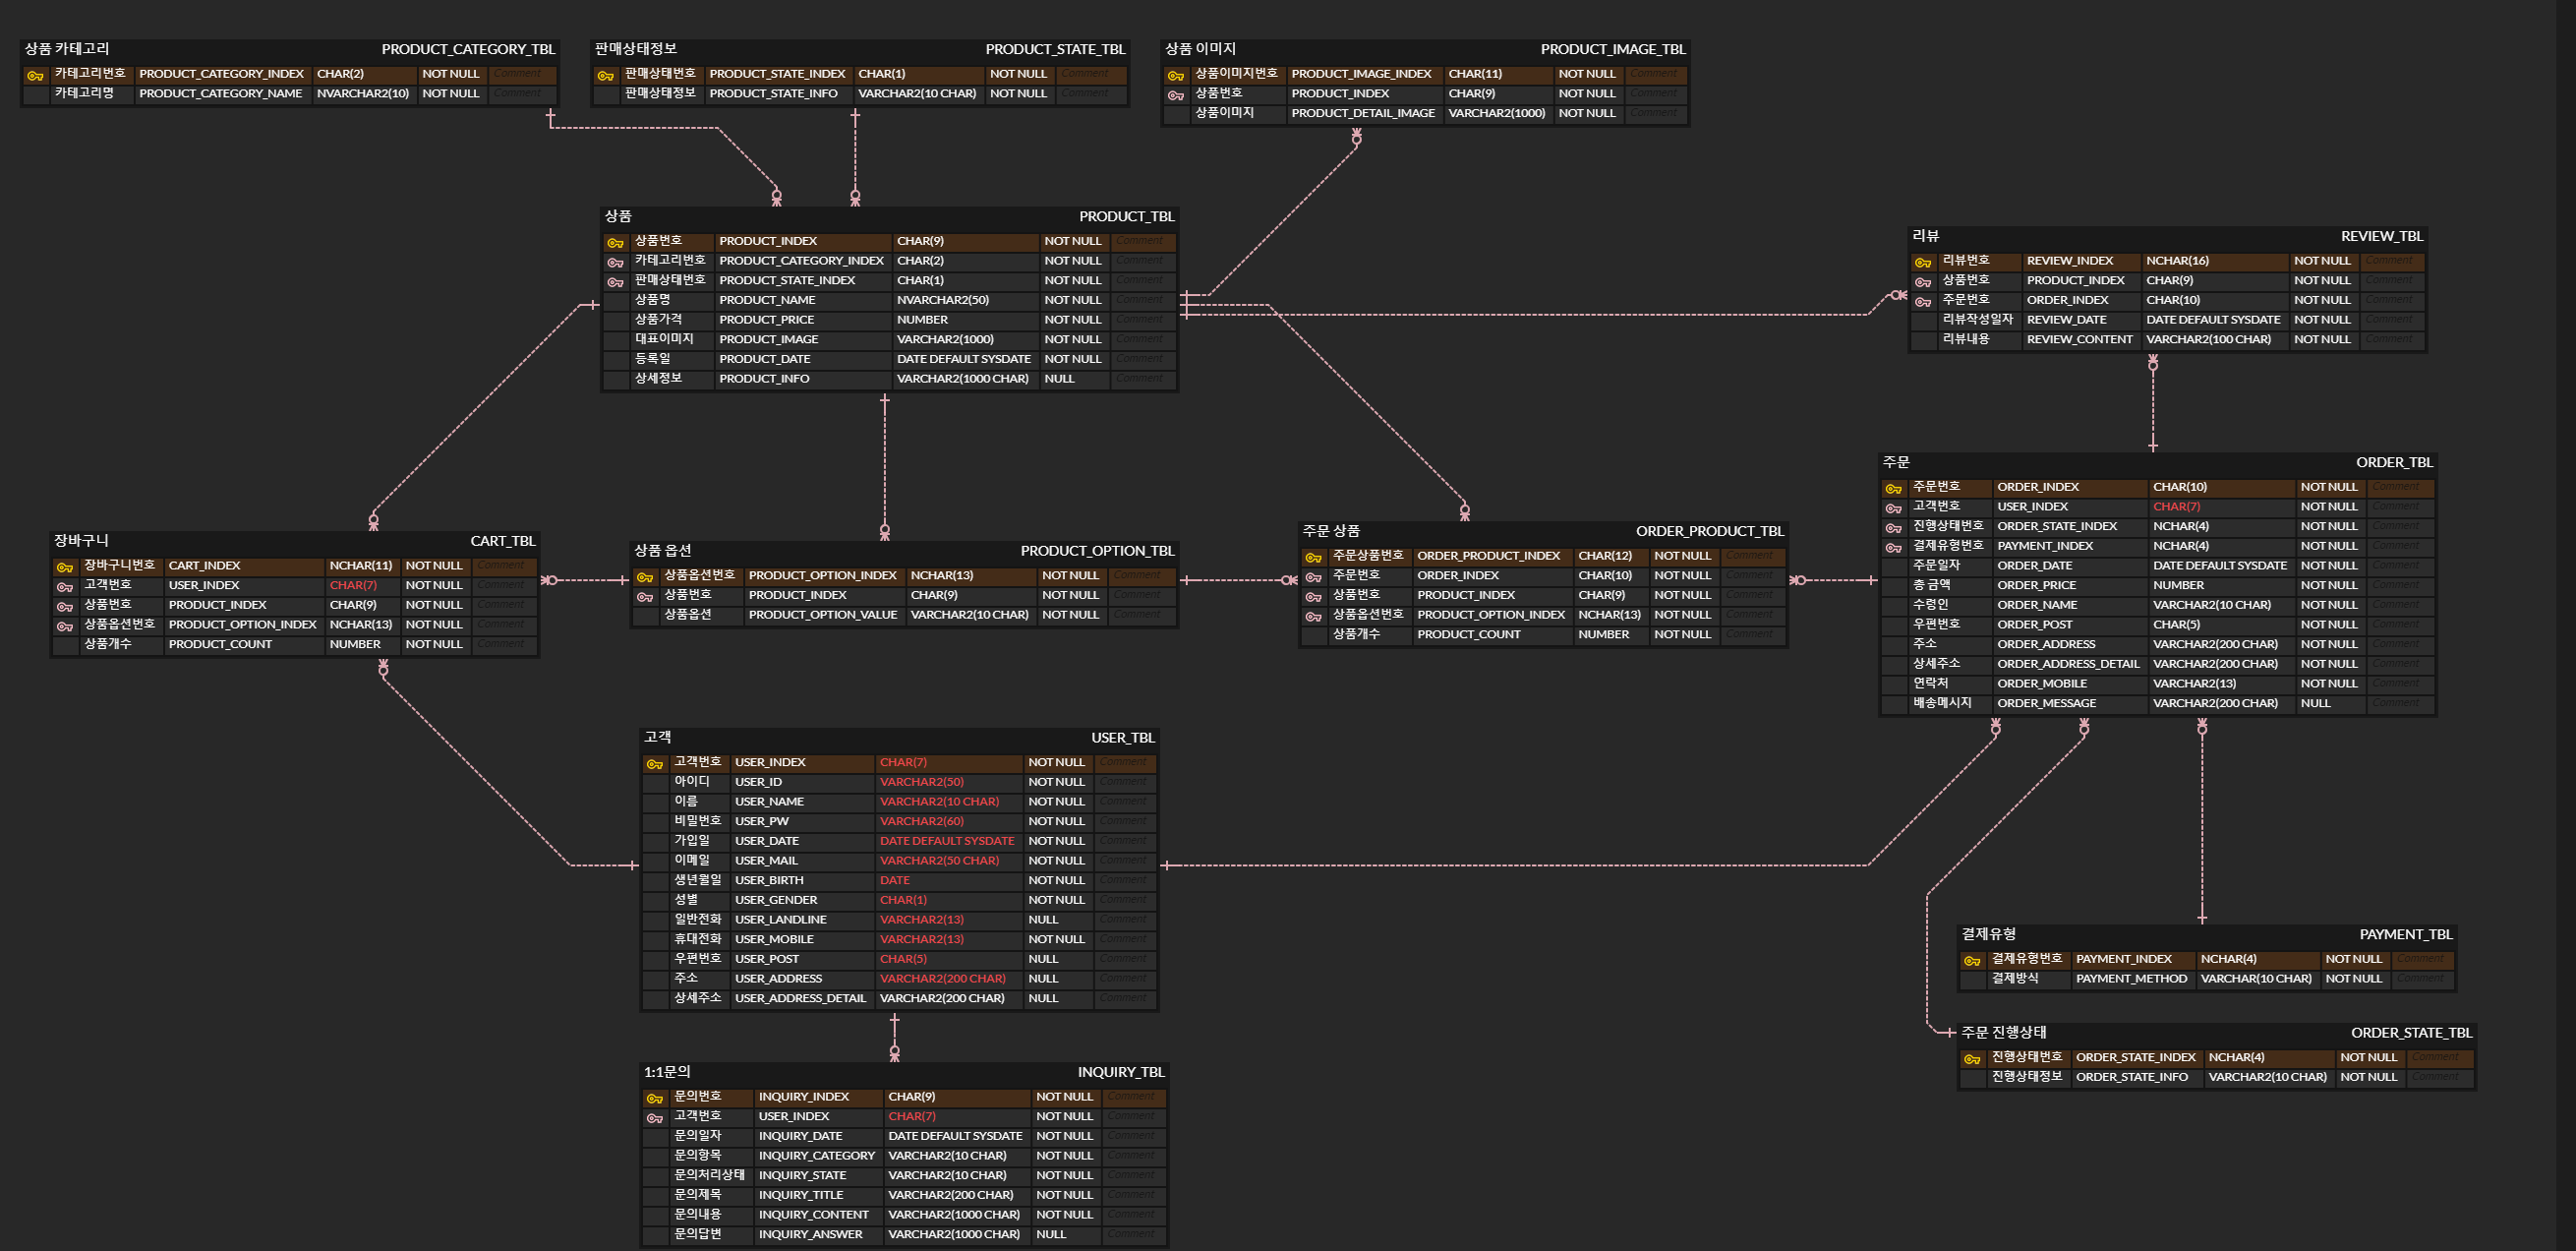 상품 카테고리 PRODUCT_CATEGORY_TBL
카테고리번호 PRODUCT_CATEGORY_INDEX CHAR(2) NOT NULL Comment
카테고리명 PRODUCT_CATEGORY_NAME NVARCHAR2(10) NOT NULL Comment
판매상태정보 PRODUCT_STATE_TBL
판매상태번호 PRODUCT_STATE_INDEX CHAR(1) NOT NULL Comment
판매상태정보 PRODUCT_STATE_INFO VARCHAR2(10 CHAR) NOT NULL Comment
상품 이미지 PRODUCT_IMAGE_TBL
상품이미지번호 PRODUCT_IMAGE_INDEX CHAR(11) NOT NULL Comment
상품번호 PRODUCT_INDEX CHAR(9) NOT NULL Comment
상품이미지 PRODUCT_DETAIL_IMAGE VARCHAR2(1000) NOT NULL Comment
상품 PRODUCT_TBL
상품번호 PRODUCT_INDEX CHAR(9) NOT NULL Comment
카테고리번호 PRODUCT_CATEGORY_INDEX CHAR(2) NOT NULL Comment
판매상태번호 PRODUCT_STATE_INDEX CHAR(1) NOT NULL Comment
상품명 PRODUCT_NAME NVARCHAR2(50) NOT NULL Comment
상품가격 PRODUCT_PRICE NUMBER NOT NULL Comment
대표이미지 PRODUCT_IMAGE VARCHAR2(1000) NOT NULL Comment
등록일 PRODUCT_DATE DATE DEFAULT SYSDATE NOT NULL Comment
상세정보 PRODUCT_INFO VARCHAR2(1000 CHAR) NULL Comment
리뷰 REVIEW_TBL
리뷰번호 REVIEW_INDEX NCHAR(16) NOT NULL Comment
상품번호 PRODUCT_INDEX CHAR(9) NOT NULL Comment
주문번호 ORDER_INDEX CHAR(10) NOT NULL Comment
리뷰작성일자 REVIEW_DATE DATE DEFAULT SYSDATE NOT NULL Comment
리뷰내용 REVIEW_CONTENT VARCHAR2(100 CHAR) NOT NULL Comment
장바구니 CART_TBL
장바구니번호 CART_INDEX NCHAR(11) NOT NULL Comment
고객번호 USER_INDEX CHAR(7) NOT NULL Comment
상품번호 PRODUCT_INDEX CHAR(9) NOT NULL Comment
상품옵션번호 PRODUCT_OPTION_INDEX NCHAR(13) NOT NULL Comment
상품개수 PRODUCT_COUNT NUMBER NOT NULL Comment
상품 옵션 PRODUCT_OPTION_TBL
상품옵션번호 PRODUCT_OPTION_INDEX NCHAR(13) NOT NULL Comment
상품번호 PRODUCT_INDEX CHAR(9) NOT NULL Comment
상품옵션 PRODUCT_OPTION_VALUE VARCHAR2(10 CHAR) NOT NULL Comment
주문 상품 ORDER_PRODUCT_TBL
주문상품번호 ORDER_PRODUCT_INDEX CHAR(12) NOT NULL Comment
주문번호 ORDER_INDEX CHAR(10) NOT NULL Comment
상품번호 PRODUCT_INDEX CHAR(9) NOT NULL Comment
상품옵션번호 PRODUCT_OPTION_INDEX NCHAR(13) NOT NULL Comment
상품개수 PRODUCT_COUNT NUMBER NOT NULL Comment
주문 ORDER_TBL
주문번호 ORDER_INDEX CHAR(10) NOT NULL Comment
고객번호 USER_INDEX CHAR(7) NOT NULL Comment
진행상태번호 ORDER_STATE_INDEX NCHAR(4) NOT NULL Comment
결제유형번호 PAYMENT_INDEX NCHAR(4) NOT NULL Comment
주문일자 ORDER_DATE DATE DEFAULT SYSDATE NOT NULL Comment
총 금액 ORDER_PRICE NUMBER NOT NULL Comment
수령인 ORDER_NAME VARCHAR2(10 CHAR) NOT NULL Comment
우편번호 ORDER_POST CHAR(5) NOT NULL Comment
주소 ORDER_ADDRESS VARCHAR2(200 CHAR) NOT NULL Comment
상세주소 ORDER_ADDRESS_DETAIL VARCHAR2(200 CHAR) NOT NULL Comment
연락처 ORDER_MOBILE VARCHAR2(13) NOT NULL Comment
배송메시지 ORDER_MESSAGE VARCHAR2(200 CHAR) NULL Comment
고객 USER_TBL
고객번호 USER_INDEX CHAR(7) NOT NULL Comment
아이디 USER_ID VARCHAR2(50) NOT NULL Comment
이름 USER_NAME VARCHAR2(10 CHAR) NOT NULL Comment
비밀번호 USER_PW VARCHAR2(60) NOT NULL Comment
가입일 USER_DATE DATE DEFAULT SYSDATE NOT NULL Comment
이메일 USER_MAIL VARCHAR2(50 CHAR) NOT NULL Comment
생년월일 USER_BIRTH DATE NOT NULL Comment
성별 USER_GENDER CHAR(1) NOT NULL Comment
일반전화 USER_LANDLINE VARCHAR2(13) NULL Comment
휴대전화 USER_MOBILE VARCHAR2(13) NOT NULL Comment
우편번호 USER_POST CHAR(5) NULL Comment
주소 USER_ADDRESS VARCHAR2(200 CHAR) NULL Comment
상세주소 USER_ADDRESS_DETAIL VARCHAR2(200 CHAR) NULL Comment
결제유형 PAYMENT_TBL
결제유형번호 PAYMENT_INDEX NCHAR(4) NOT NULL Comment
결제방식 PAYMENT_METHOD VARCHAR(10 CHAR) NOT NULL Comment
주문 진행상태 ORDER_STATE_TBL
진행상태번호 ORDER_STATE_INDEX NCHAR(4) NOT NULL Comment
진행상태정보 ORDER_STATE_INFO VARCHAR2(10 CHAR) NOT NULL Comment
1:1문의 INQUIRY_TBL
문의번호 INQUIRY_INDEX CHAR(9) NOT NULL Comment
고객번호 USER_INDEX CHAR(7) NOT NULL Comment
문의일자 INQUIRY_DATE DATE DEFAULT SYSDATE NOT NULL Comment
문의항목 INQUIRY_CATEGORY VARCHAR2(10 CHAR) NOT NULL Comment
문의처리상태 INQUIRY_STATE VARCHAR2(10 CHAR) NOT NULL Comment
문의제목 INQUIRY_TITLE VARCHAR2(200 CHAR) NOT NULL Comment
문의내용 INQUIRY_CONTENT VARCHAR2(1000 CHAR) NOT NULL Comment
문의답변 INQUIRY_ANSWER VARCHAR2(1000 CHAR) NULL Comment